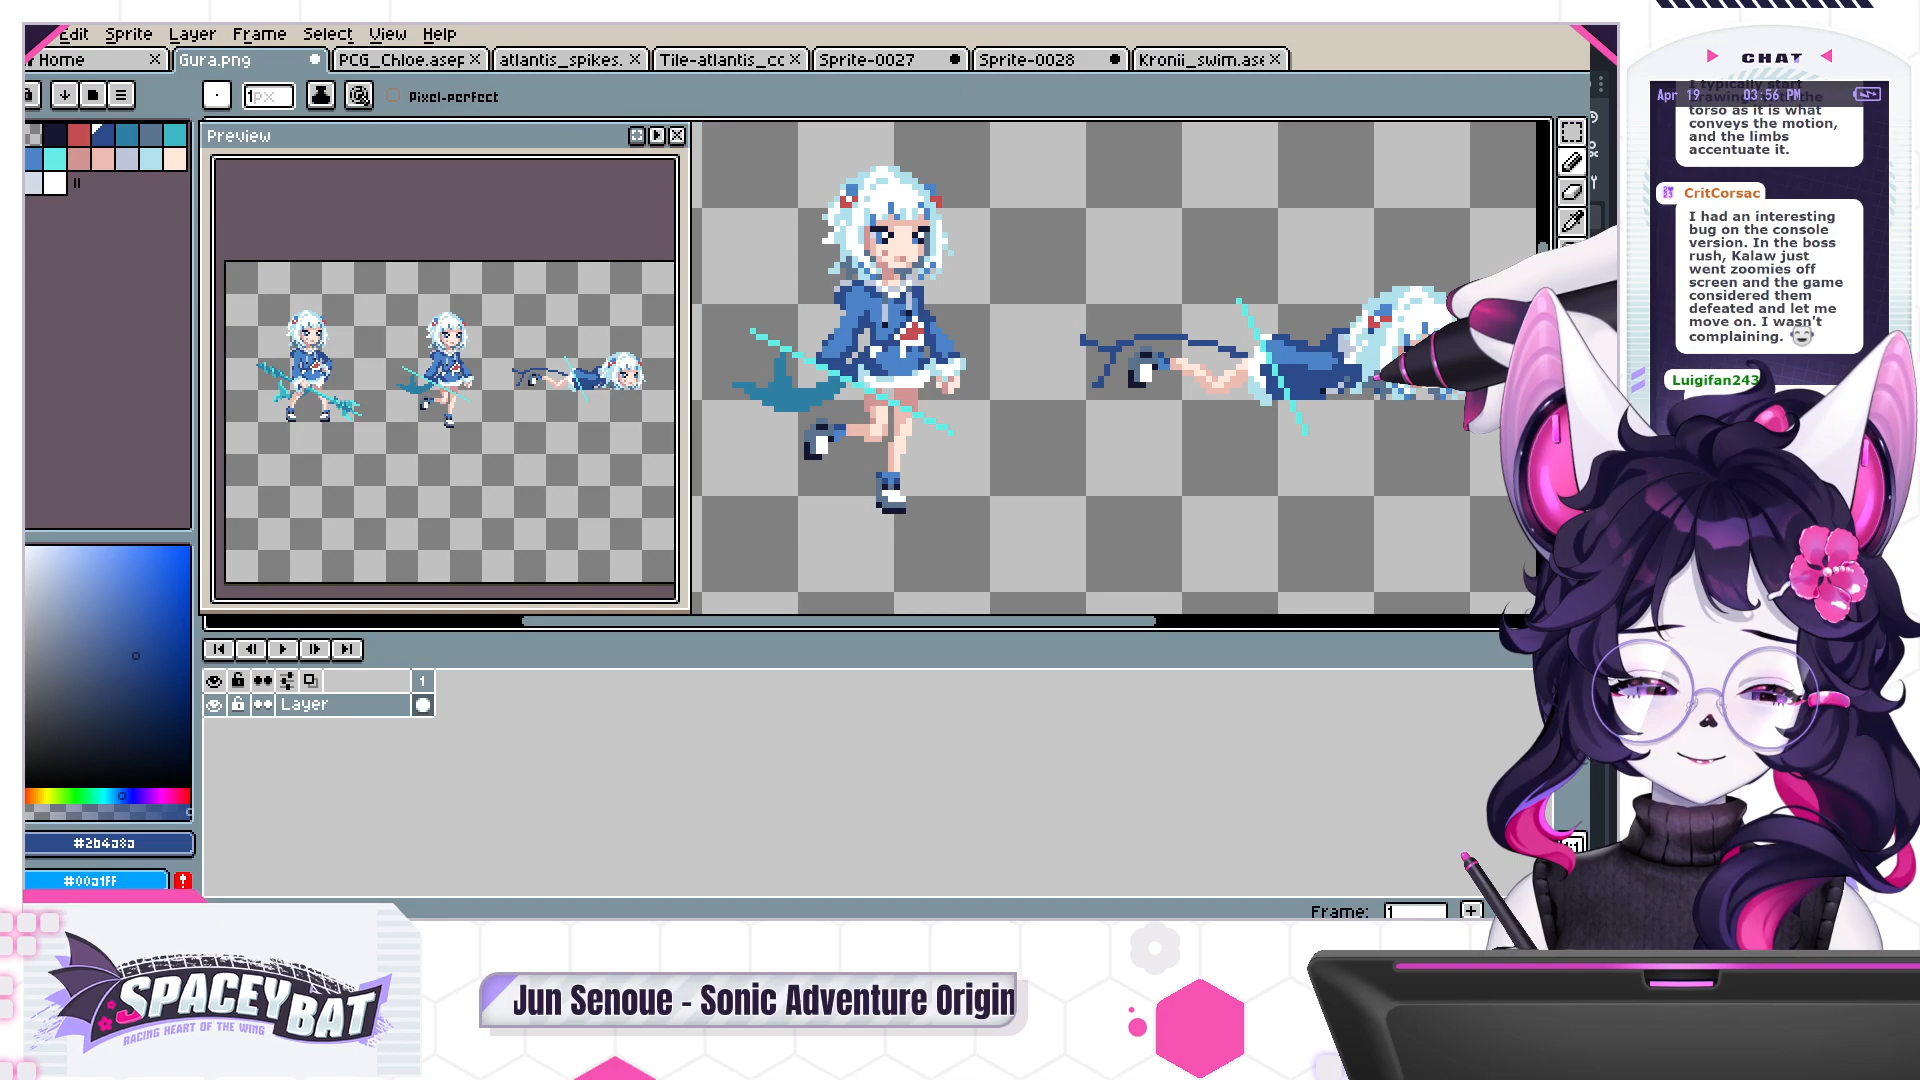 Edit Sprite Layer Frame Select View Help
Home
Gura.png
PCG_Chloe.asep
atlantis_spikes.
Tile-atlantis_cc
Sprite-0027
Sprite-0028
Kronii_swim.ase
1px
Pixel-perfect
Preview
1
Layer
#2b4a8a
#00a1FF
Frame: 1
CHAT
Apr 19 03:56 PM
I typically start
torso as it is what
conveys the motion,
and the limbs
accentuate it.
CritCorsac
I had an interesting
bug on the console
version. In the boss
rush, Kalaw just
went zoomies off
screen and the game
considered them
defeated and let me
move on. I wasn't
complaining.
Luigifan243
SPACEYBAT
RACING HEART OF THE WING
Jun Senoue - Sonic Adventure Origin